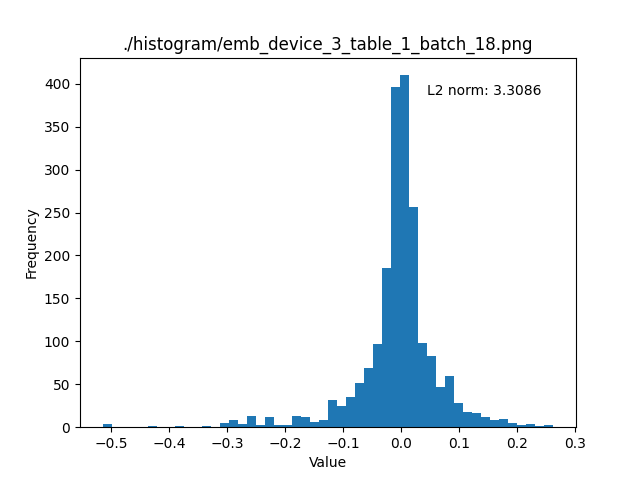 ./histogram/emb_device_3_table_1_batch_18.png
L2 norm: 3.3086
400
350
300
250
200
150
100
50
0
Frequency
−0.5 −0.4 −0.3 −0.2 −0.1 0.0 0.1 0.2 0.3
Value